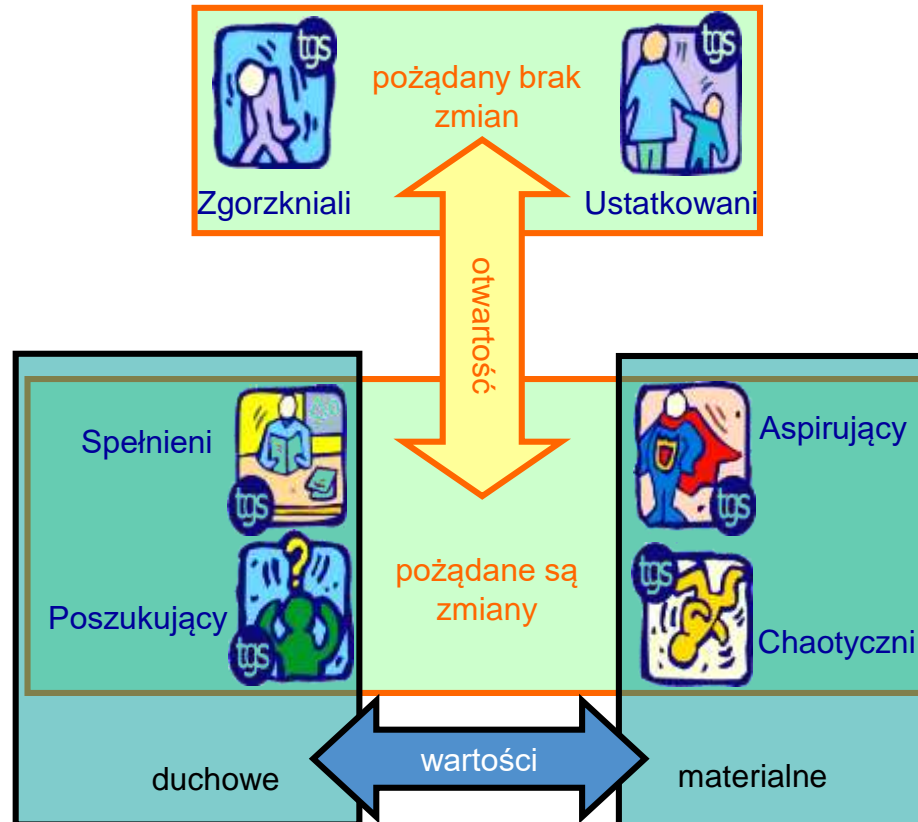 tgs
tgs
pożądany brak
zmian
Zgorzkniali
Ustatkowani
otwartość
Spełnieni
tgs
Aspirujący
tgs
Poszukujący
tgs
pożądane są
zmiany
tgs
Chaotyczni
duchowe
wartości
materialne